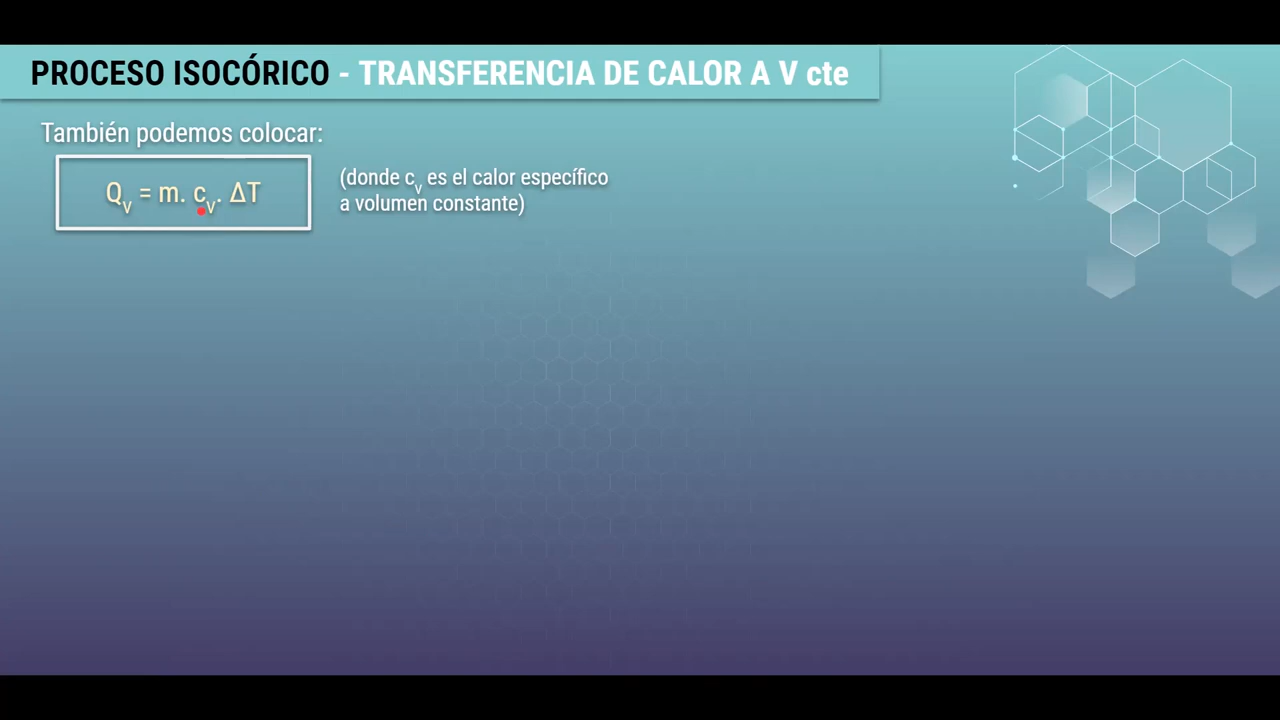 PROCESO ISOCÓRICO - TRANSFERENCIA DE CALOR A V cte
También podemos colocar:
Qv = m. cv. ΔT
(donde cv es el calor específico
a volumen constante)